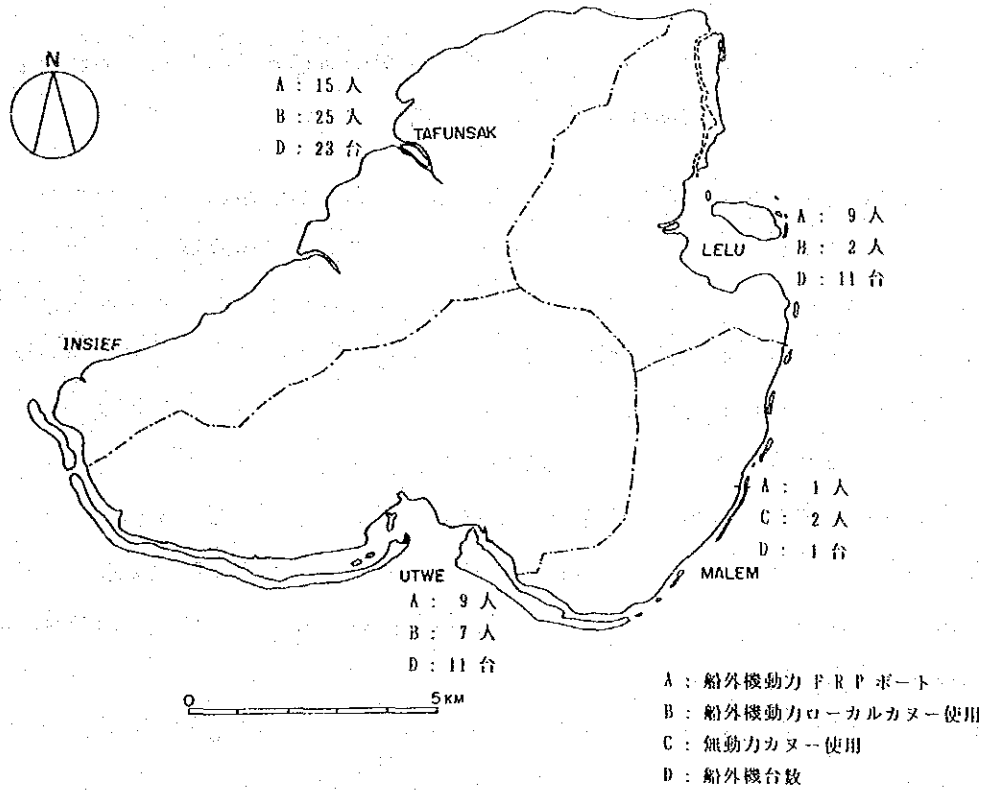 N
A : 15 人
B : 25 人
D : 23 台
TAFUNSAK
A : 9 人
B : 2 人
D : 11 台
LELU
INSIEF
A : 1 人
C : 2 人
D : 1 台
MALEM
UTWE
A : 9 人
B : 7 人
D : 11 台
0 5 KM
A : 船外機動力 FRP ボート
B : 船外機動力ローカルカヌー使用
C : 無動力カヌー使用
D : 船外機台数